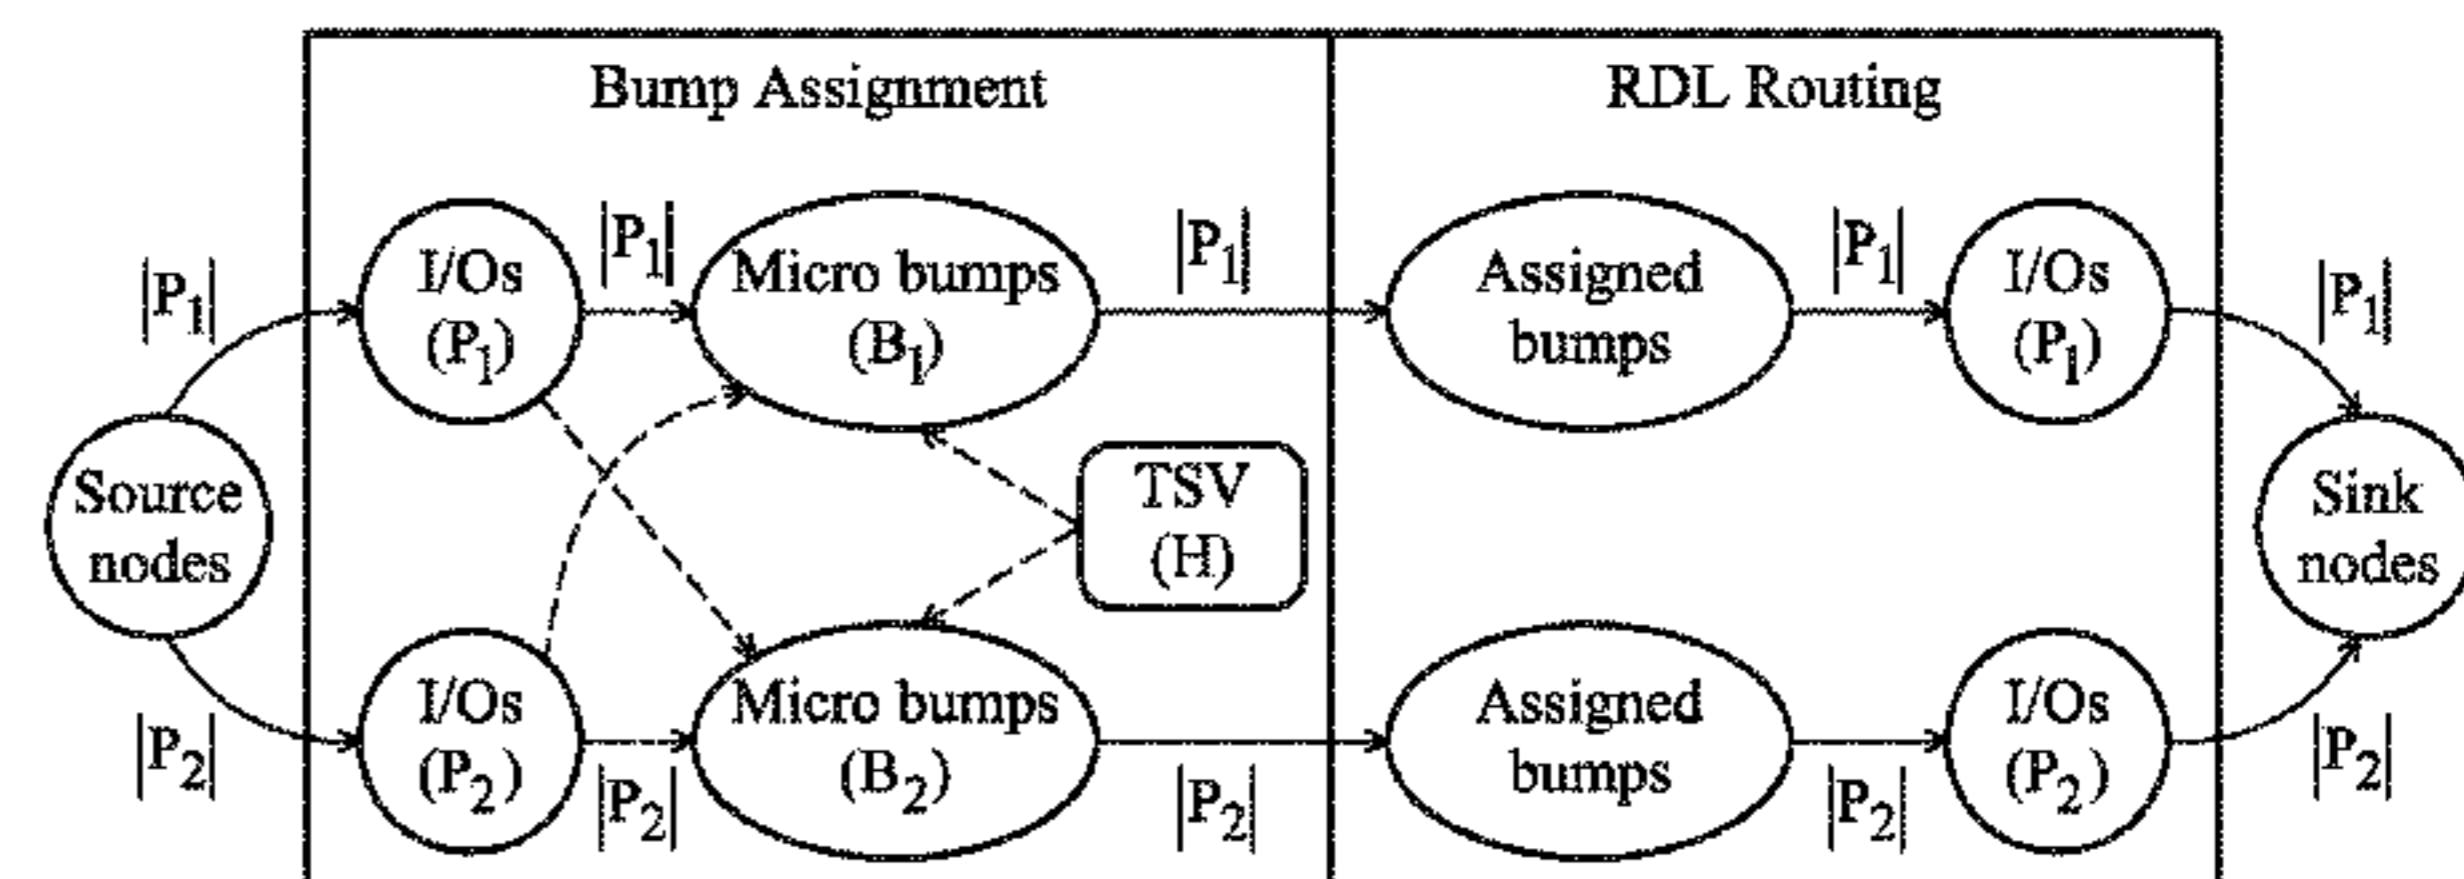 Bump Assignment
RDL Routing
|P₁|
I/Os
(P₁)
|P₁|
Micro bumps
(B₁)
|P₁|
Assigned
bumps
|P₁|
I/Os
(P₁)
|P₁|
Source
nodes
TSV
(H)
Sink
nodes
|P₂|
I/Os
(P₂)
|P₂|
Micro bumps
(B₂)
|P₂|
Assigned
bumps
|P₂|
I/Os
(P₂)
|P₂|